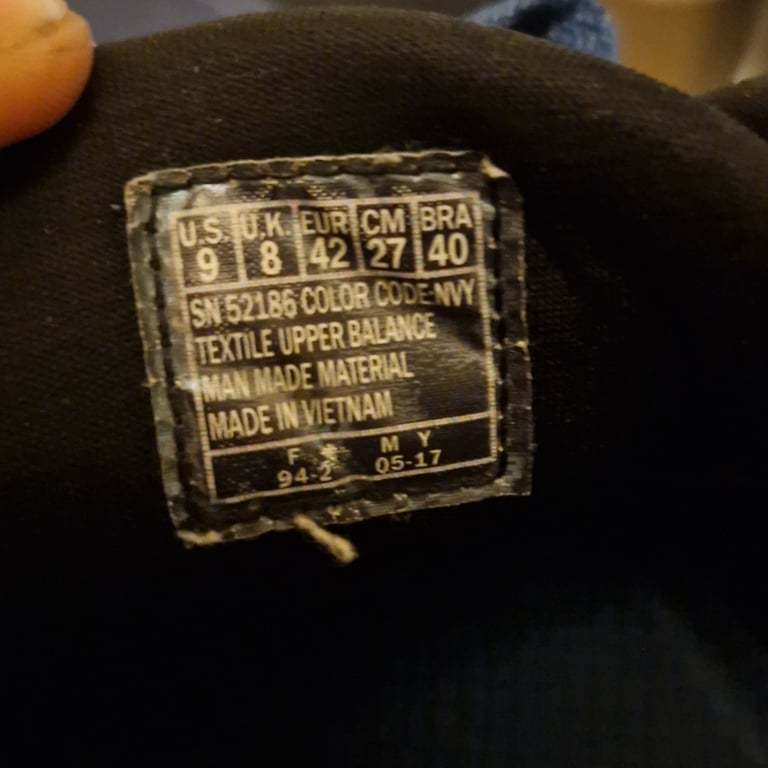 U.S. U.K. EUR CM BRA
9 8 42 27 40
SN 52186 COLOR CODE-NVY
TEXTILE UPPER BALANCE
MAN MADE MATERIAL
MADE IN VIETNAM
F M Y
94-2 05-17